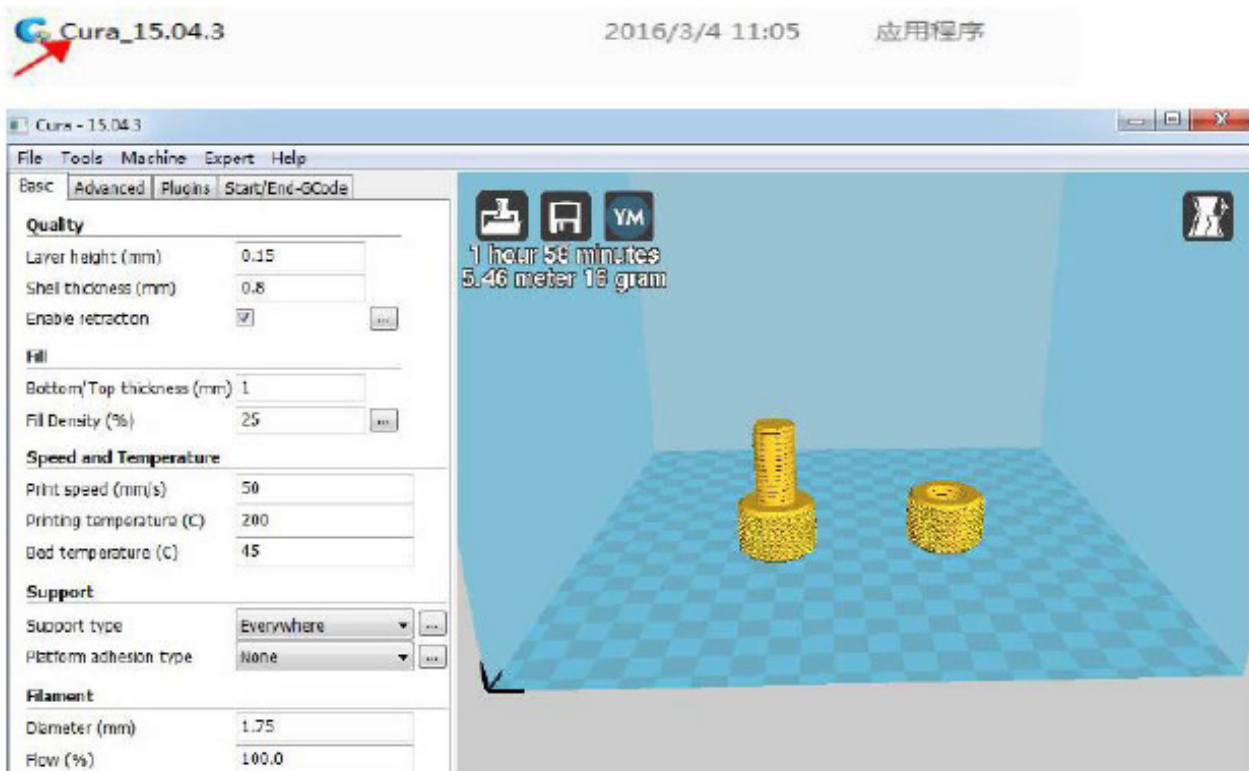 Cura_15.04.3 2016/3/4 11:05 应用程序
Cura - 15.04.3
File Tools Machine Expert Help
Basic Advanced Plugins Start/End-GCode
Quality
Layer height (mm) 0.15
Shell thickness (mm) 0.8
Enable retraction ...
Fill
Bottom/Top thickness (mm) 1
Fill Density (%) 25 ...
Speed and Temperature
Print speed (mm/s) 50
Printing temperature (C) 200
Bed temperature (C) 45
Support
Support type Everywhere ...
Platform adhesion type None ...
Filament
Diameter (mm) 1.75
Flow (%) 100.0
YM
1 hour minutes
5.46 meter 16 gram